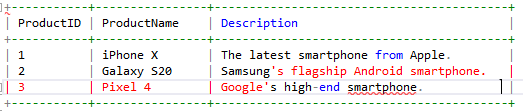 +-----------+---------------+---------------------------------------+
| ProductID | ProductName   | Description                           |
+-----------+---------------+---------------------------------------+
| 1         | iPhone X      | The latest smartphone from Apple.     |
| 2         | Galaxy S20    | Samsung's flagship Android smartphone. |
| 3         | Pixel 4       | Google's high-end smartphone.         |
+-----------+---------------+---------------------------------------+